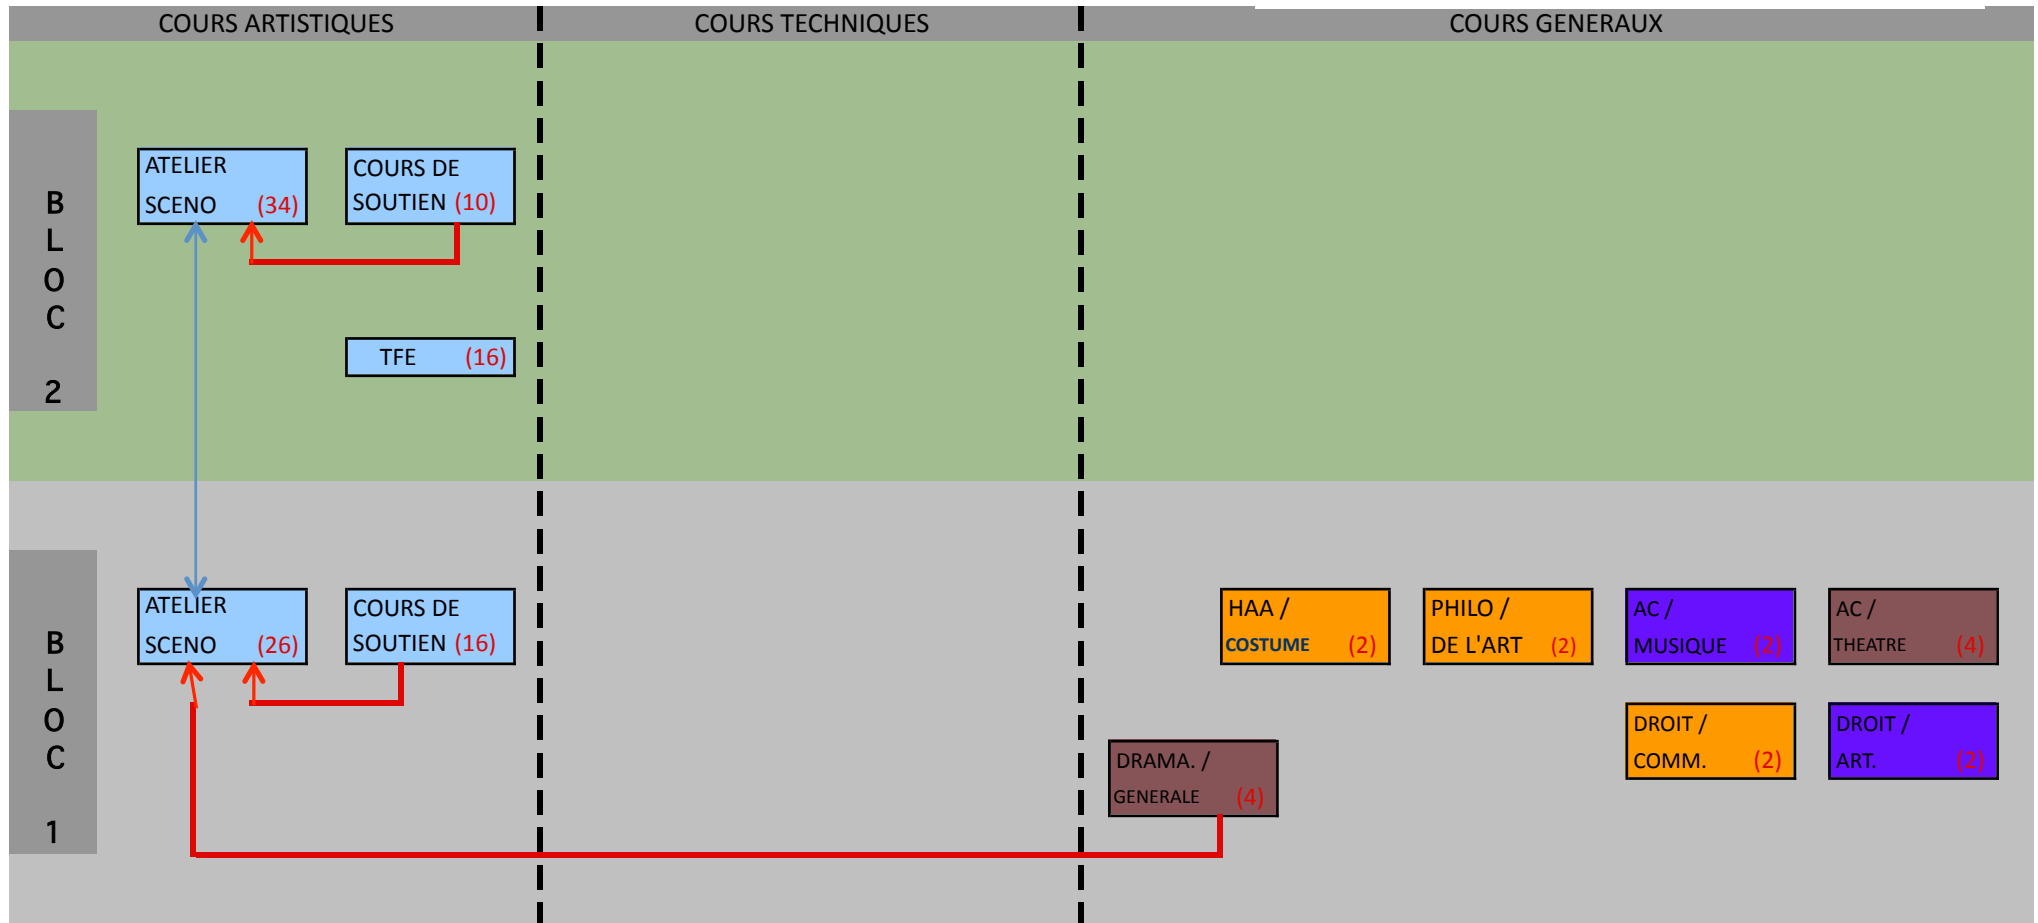 COURS ARTISTIQUES
COURS TECHNIQUES
COURS GENERAUX
B
L
O
C
2
ATELIER
SCENO (34)
COURS DE
SOUTIEN (10)
TFE (16)
B
L
O
C
1
ATELIER
SCENO (26)
COURS DE
SOUTIEN (16)
HAA /
COSTUME (2)
PHILO /
DE L'ART (2)
AC /
MUSIQUE (2)
AC /
THEATRE (4)
DROIT /
COMM. (2)
DROIT /
ART. (2)
DRAMA. /
GENERALE (4)